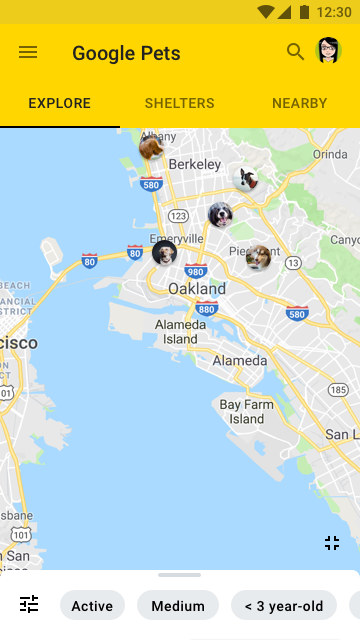 12:30
Google Pets
EXPLORE SHELTERS NEARBY
Albany
Berkeley
Orinda
580
123
Emeryville
Piedmont
Canyo
80
80
13
980
Oakland
BEACH
880
580
Alameda
Island
cisco
Alameda
185
Bay Farm
Island
101
San L
sbane
101
n San
Active Medium < 3 year-old